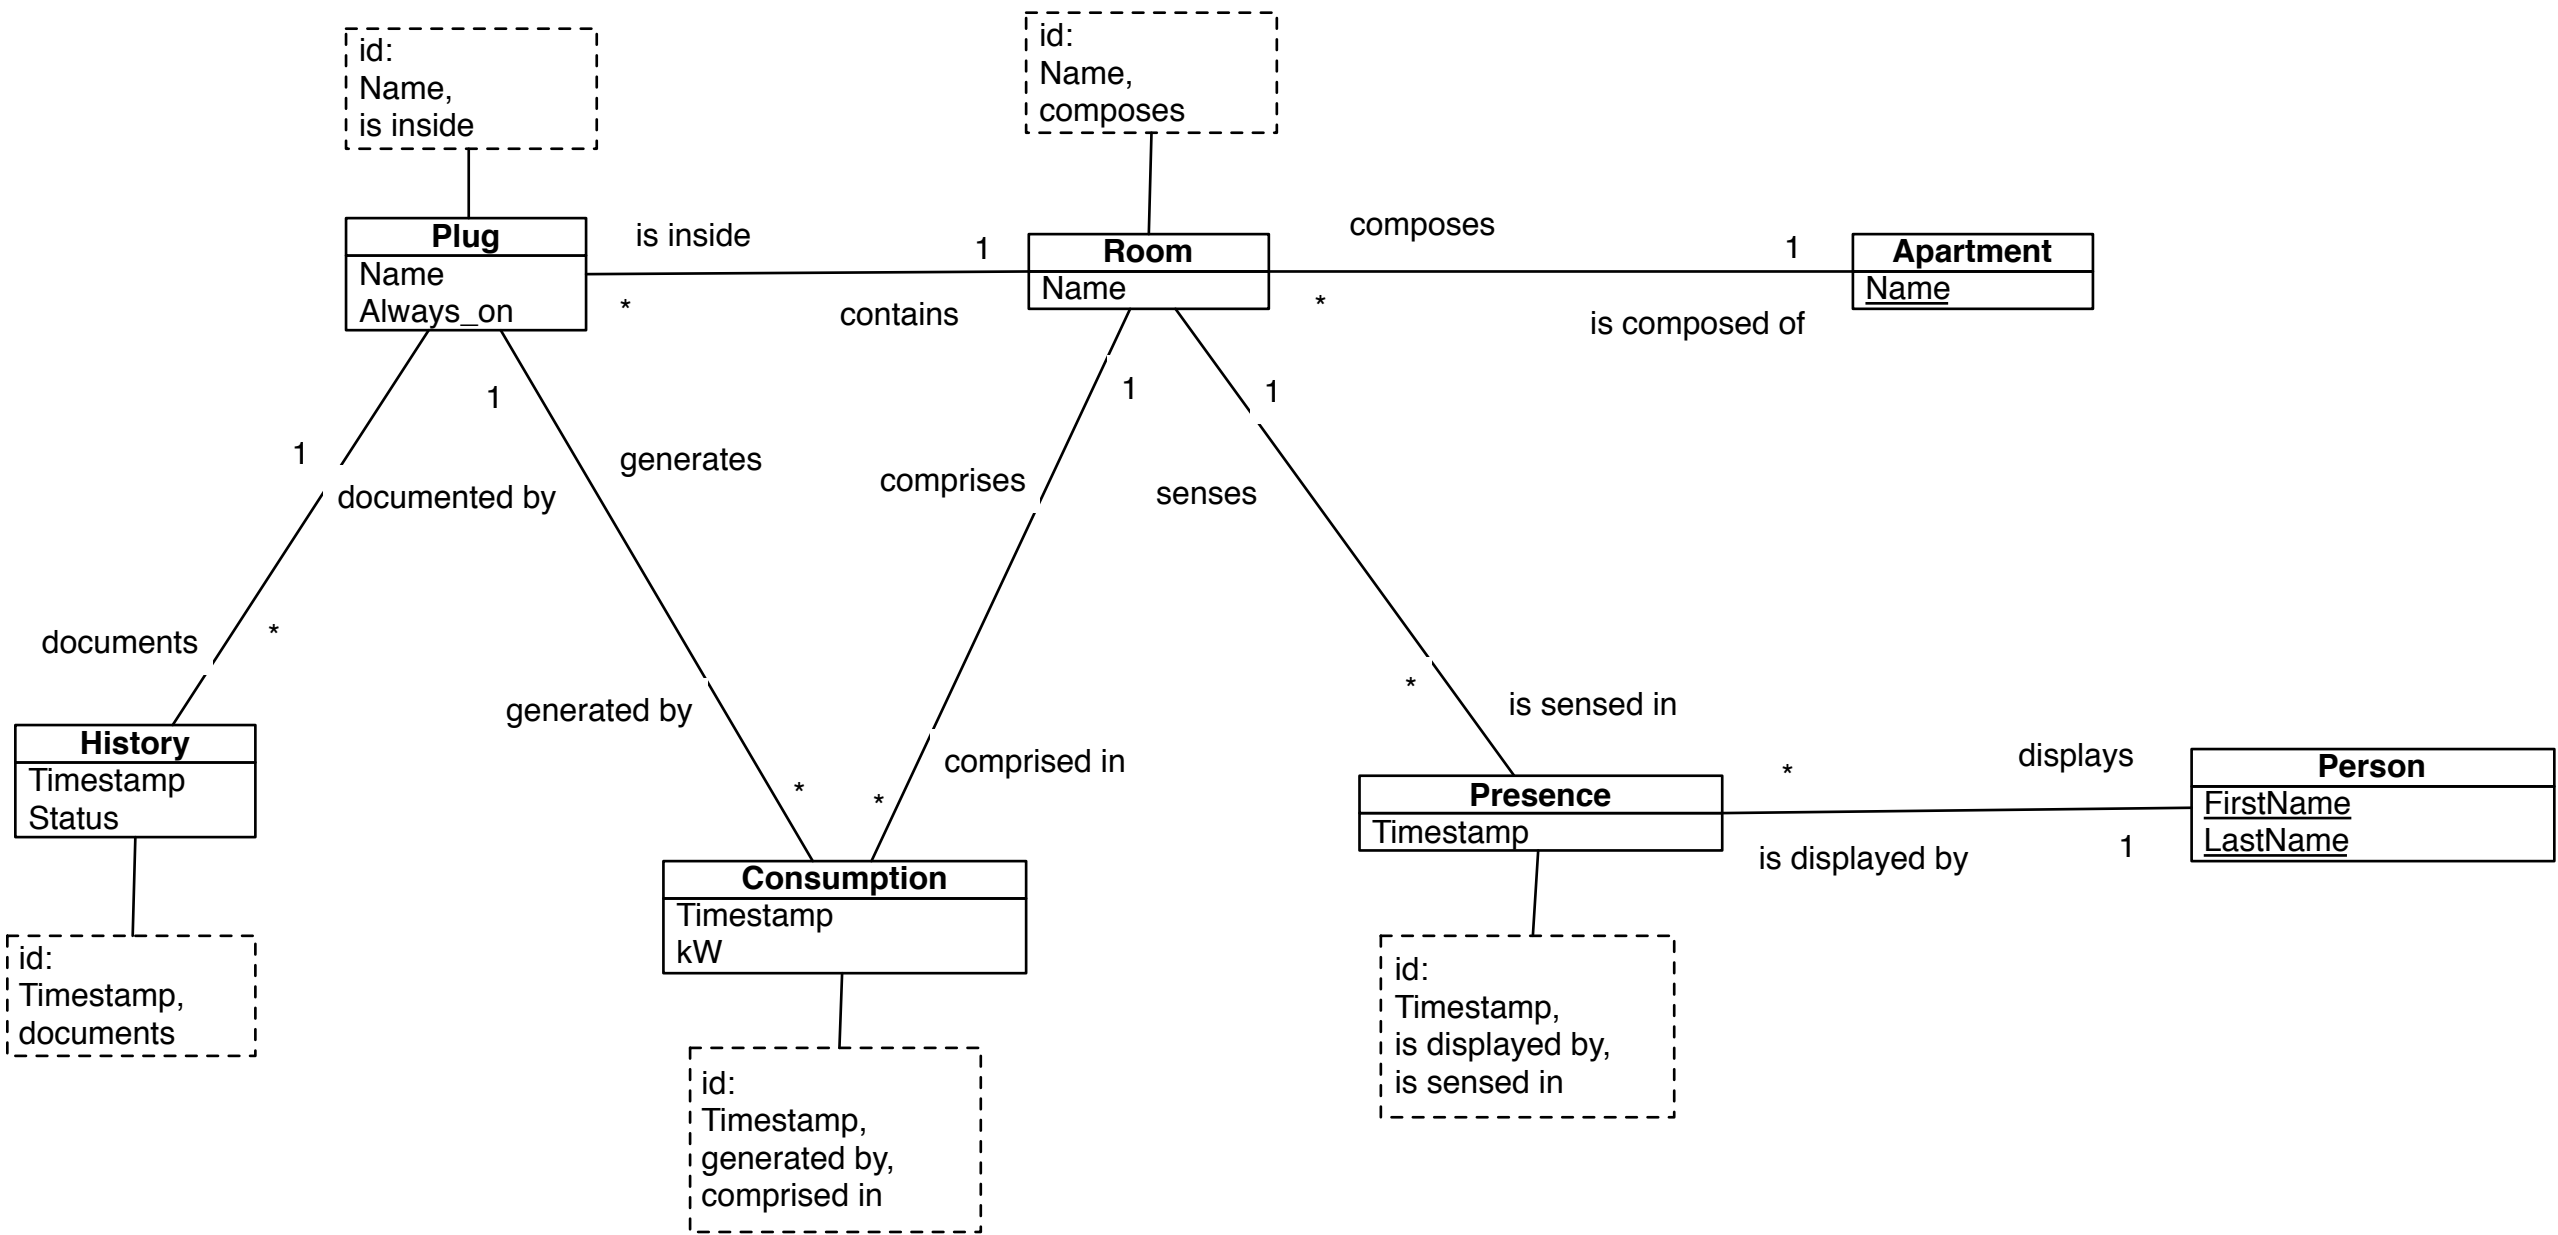 id:
Name,
is inside
id:
Name,
composes
Plug
Name
Always_on
is inside
1
*
contains
Room
Name
composes
1
*
is composed of
Apartment
Name
1
documented by
documents
*
1
generates
generated by
*
1
comprises
comprised in
*
1
senses
*
is sensed in
History
Timestamp
Status
id:
Timestamp,
documents
Consumption
Timestamp
kW
id:
Timestamp,
generated by,
comprised in
Presence
Timestamp
*
displays
is displayed by
1
Person
FirstName
LastName
id:
Timestamp,
is displayed by,
is sensed in